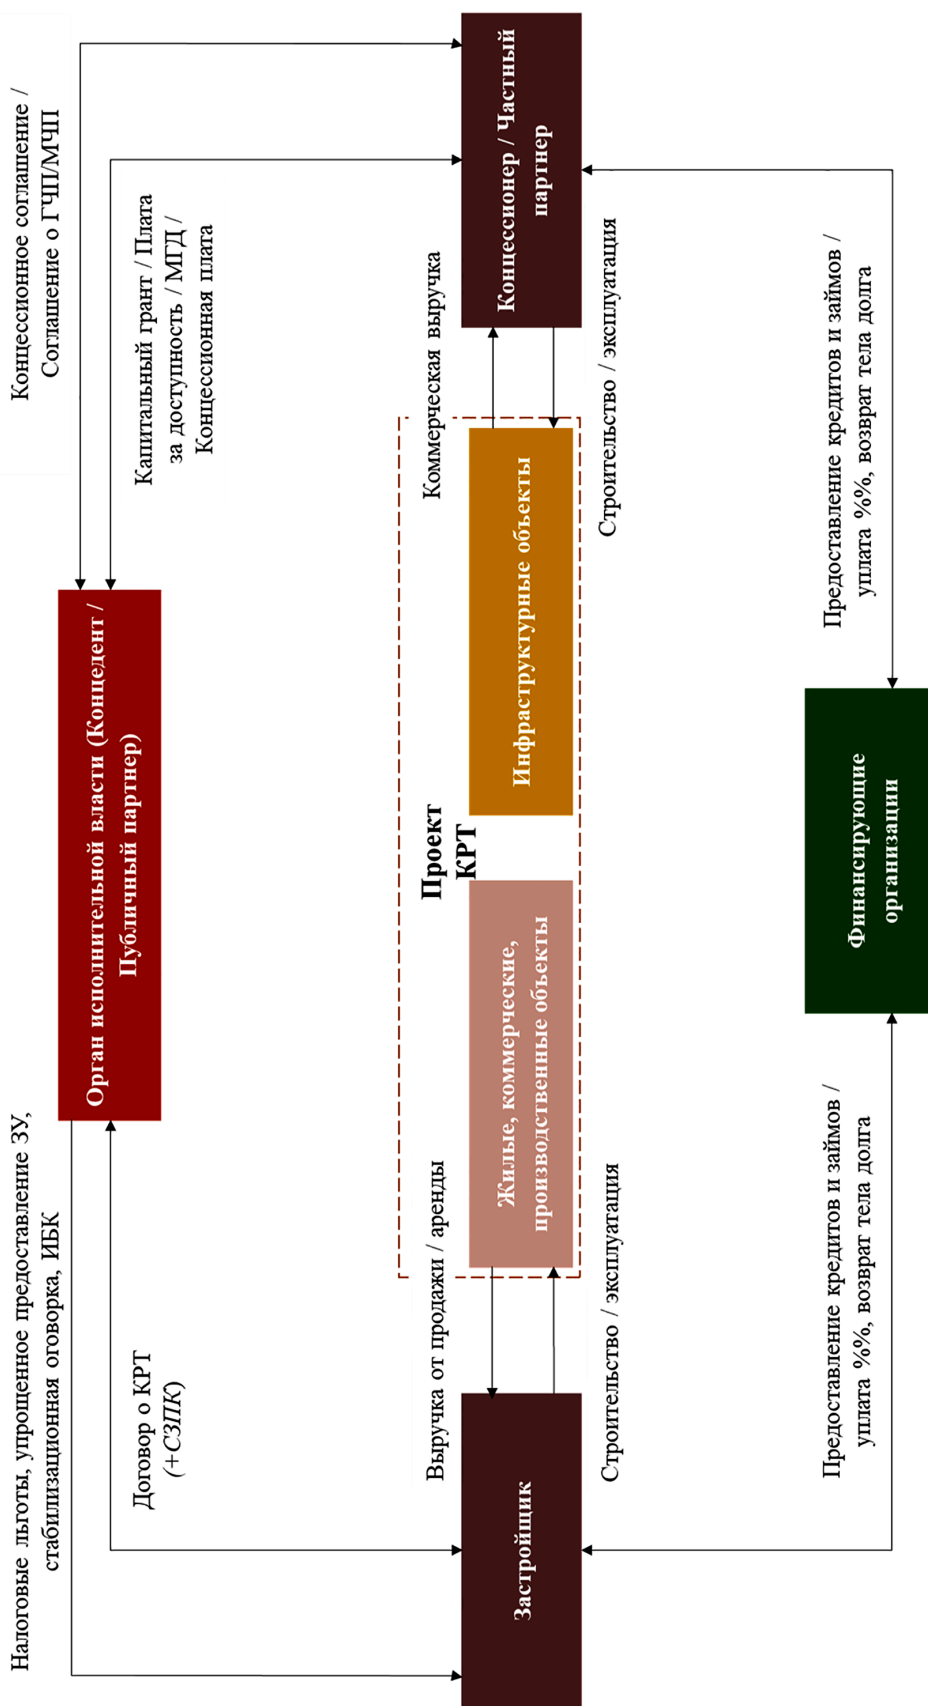 Налоговые льготы, упрощенное предоставление ЗУ,
стабилизационная оговорка, ИБК
Концессионное соглашение /
Соглашение о ГЧП/МЧП
Орган исполнительной власти (Концедент /
Публичный партнер)
Договор о КРТ
(+СЗПК)
Капитальный грант / Плата
за доступность / МГД /
Концессионная плата
Проект
КРТ
Выручка от продажи / аренды
Коммерческая выручка
Застройщик
Жилые, коммерческие,
производственные объекты
Инфраструктурные объекты
Концессионер / Частный
партнер
Строительство / эксплуатация
Строительство / эксплуатация
Предоставление кредитов и займов /
уплата %%, возврат тела долга
Финансирующие
организации
Предоставление кредитов и займов /
уплата %%, возврат тела долга